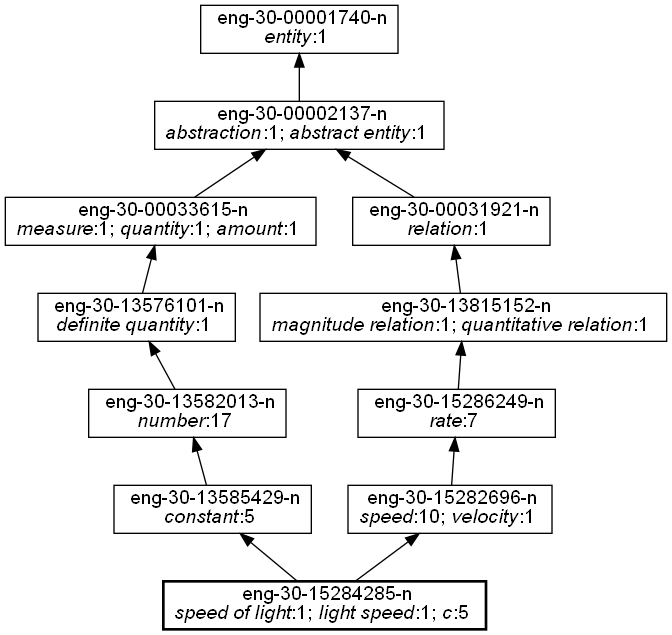 eng-30-00001740-n
entity:1
eng-30-00002137-n
abstraction:1; abstract entity:1
eng-30-00033615-n
measure:1; quantity:1; amount:1
eng-30-00031921-n
relation:1
eng-30-13576101-n
definite quantity:1
eng-30-13815152-n
magnitude relation:1; quantitative relation:1
eng-30-13582013-n
number:17
eng-30-15286249-n
rate:7
eng-30-13585429-n
constant:5
eng-30-15282696-n
speed:10; velocity:1
eng-30-15284285-n
speed of light:1; light speed:1; c:5